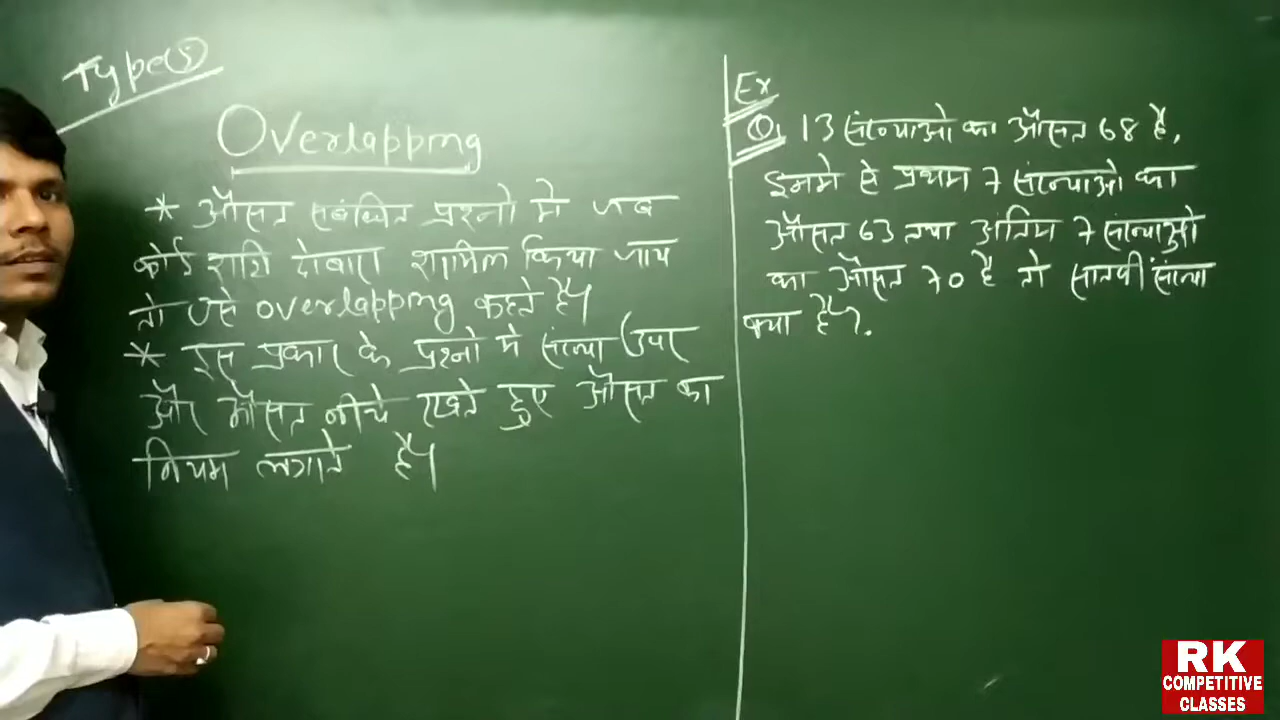 Type(5)
Overlapping
* औसत संबंधित प्रश्नो मे जब
कोई राशि दोबारा शामिल किया जाय
तो उसे overlapping कहते है।
* इस प्रकार के प्रश्नो मे संख्या उपर
और औसत नीचे रखते हुए औसत का
नियम लगाते है।
Ex
Q. 13 संख्याओ का औसत 68 है,
इनमे से प्रथम 7 संख्याओ का
औसत 63 तथा अंतिम 7 संख्याओ
का औसत 70 है तो सातवी संख्या
क्या है?
RK
COMPETITIVE
CLASSES